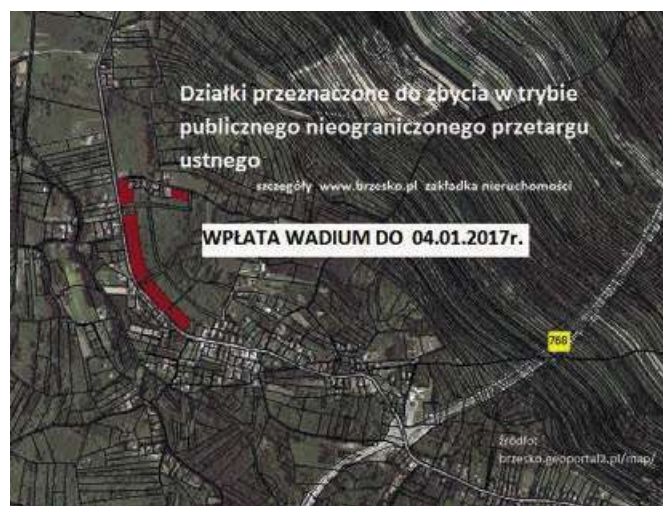 Działki przeznaczone do zbycia w trybie
publicznego nieograniczonego przetargu
ustnego
szczegóły www.brzesko.pl zakładka nieruchomości
WPŁATA WADIUM DO 04.01.2017r.
768
źródło:
brzesko.geoportal2.pl/map/